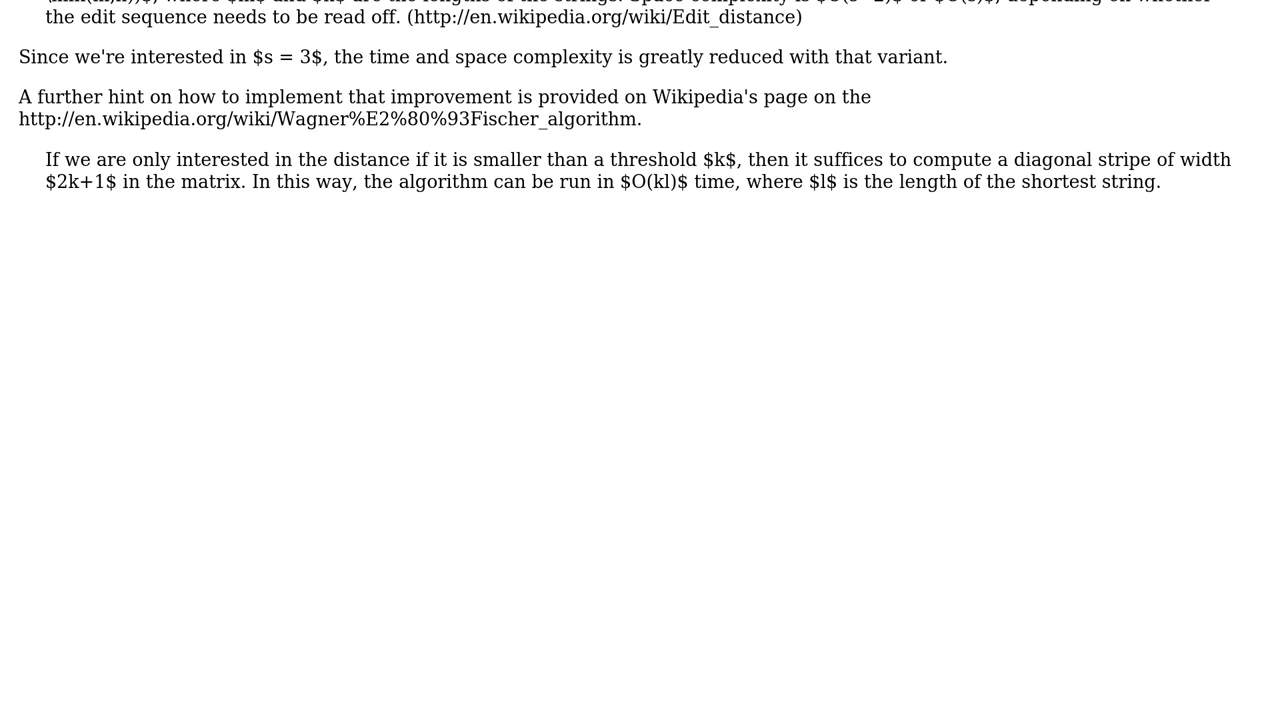 the edit sequence needs to be read off. (http://en.wikipedia.org/wiki/Edit_distance)
Since we're interested in $s = 3$, the time and space complexity is greatly reduced with that variant.
A further hint on how to implement that improvement is provided on Wikipedia's page on the
http://en.wikipedia.org/wiki/Wagner%E2%80%93Fischer_algorithm.
If we are only interested in the distance if it is smaller than a threshold $k$, then it suffices to compute a diagonal stripe of width
$2k+1$ in the matrix. In this way, the algorithm can be run in $O(kl)$ time, where $l$ is the length of the shortest string.